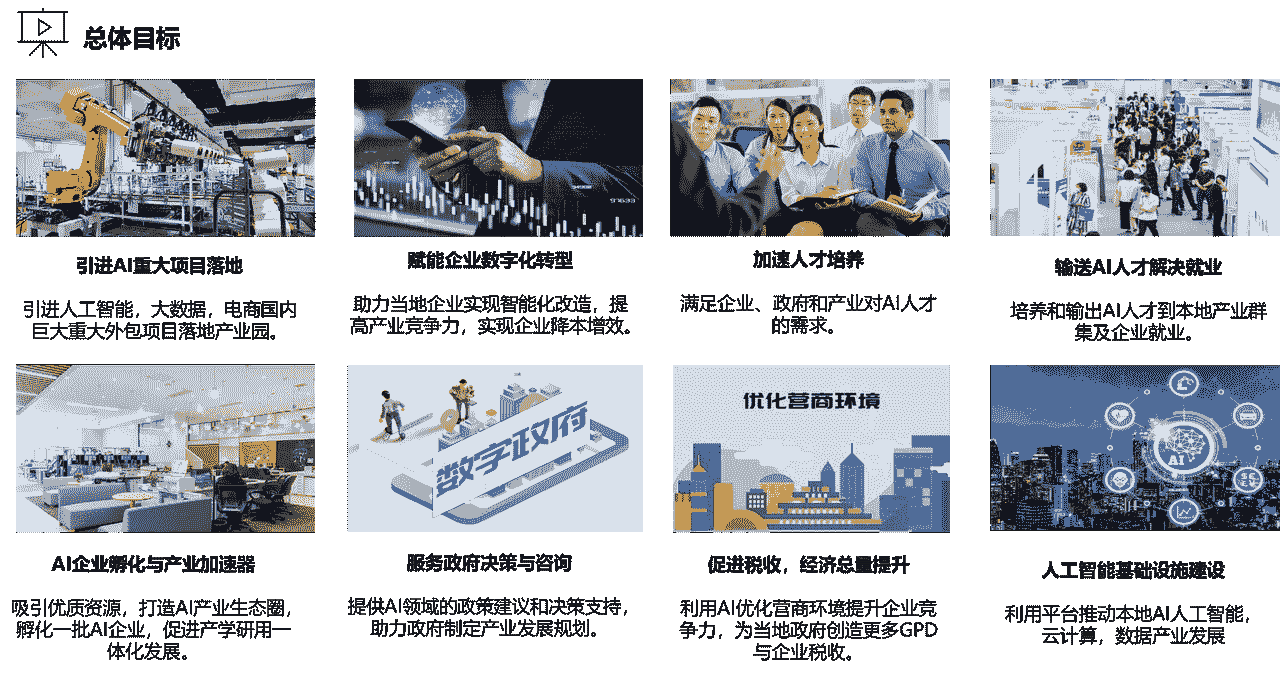 总体目标
91633
引进AI重大项目落地
引进人工智能，大数据，电商国内
巨大重大外包项目落地产业园。
赋能企业数字化转型
助力当地企业实现智能化改造，提
高产业竞争力，实现企业降本增效。
加速人才培养
满足企业、政府和产业对AI人才
的需求。
输送AI人才解决就业
培养和输出AI人才到本地产业群
集及企业就业。
数字政府
优化营商环境
AI
AI企业孵化与产业加速器
吸引优质资源，打造AI产业生态圈，
孵化一批AI企业，促进产学研用一
体化发展。
服务政府决策与咨询
提供AI领域的政策建议和决策支持，
助力政府制定产业发展规划。
促进税收，经济总量提升
利用AI优化营商环境提升企业竞
争力，为当地政府创造更多GPD
与企业税收。
人工智能基础设施建设
利用平台推动本地AI人工智能，
云计算，数据产业发展